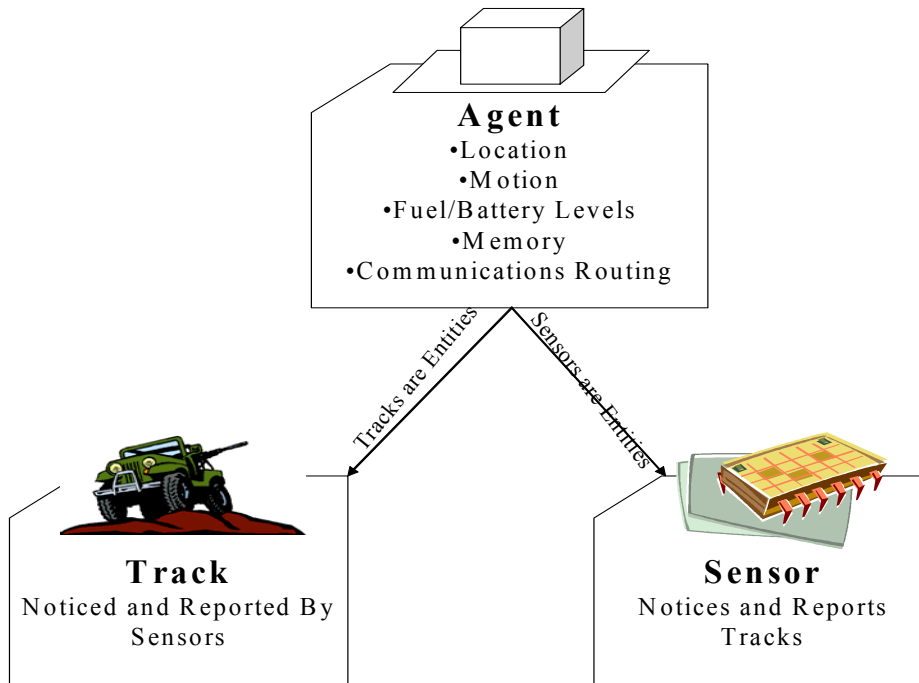 Agent
•Location
•Motion
•Fuel/Battery Levels
•Memory
•Communications Routing
Tracks are Entities
Sensors are Entities
Track
Noticed and Reported By
Sensors
Sensor
Notices and Reports
Tracks